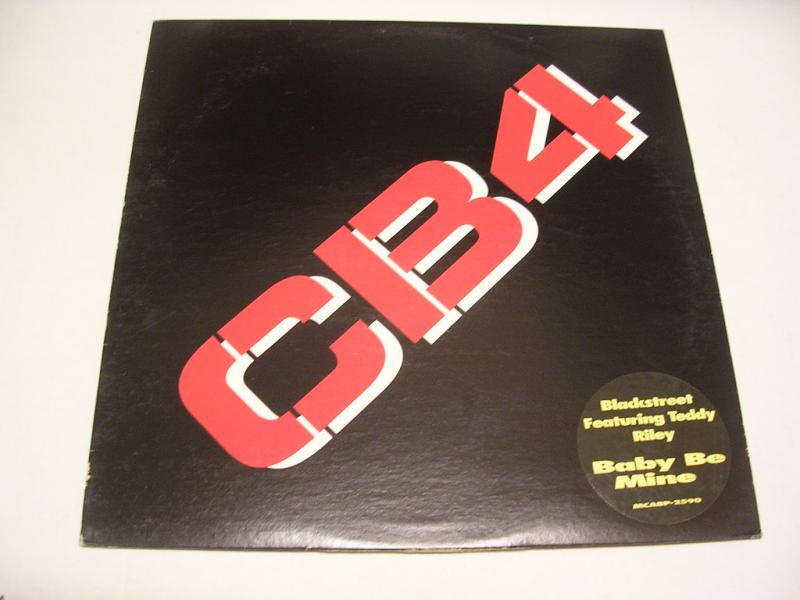 CB4
Blackstreet
Featuring Teddy
Riley
Baby Be
Mine
MCA8P-2590